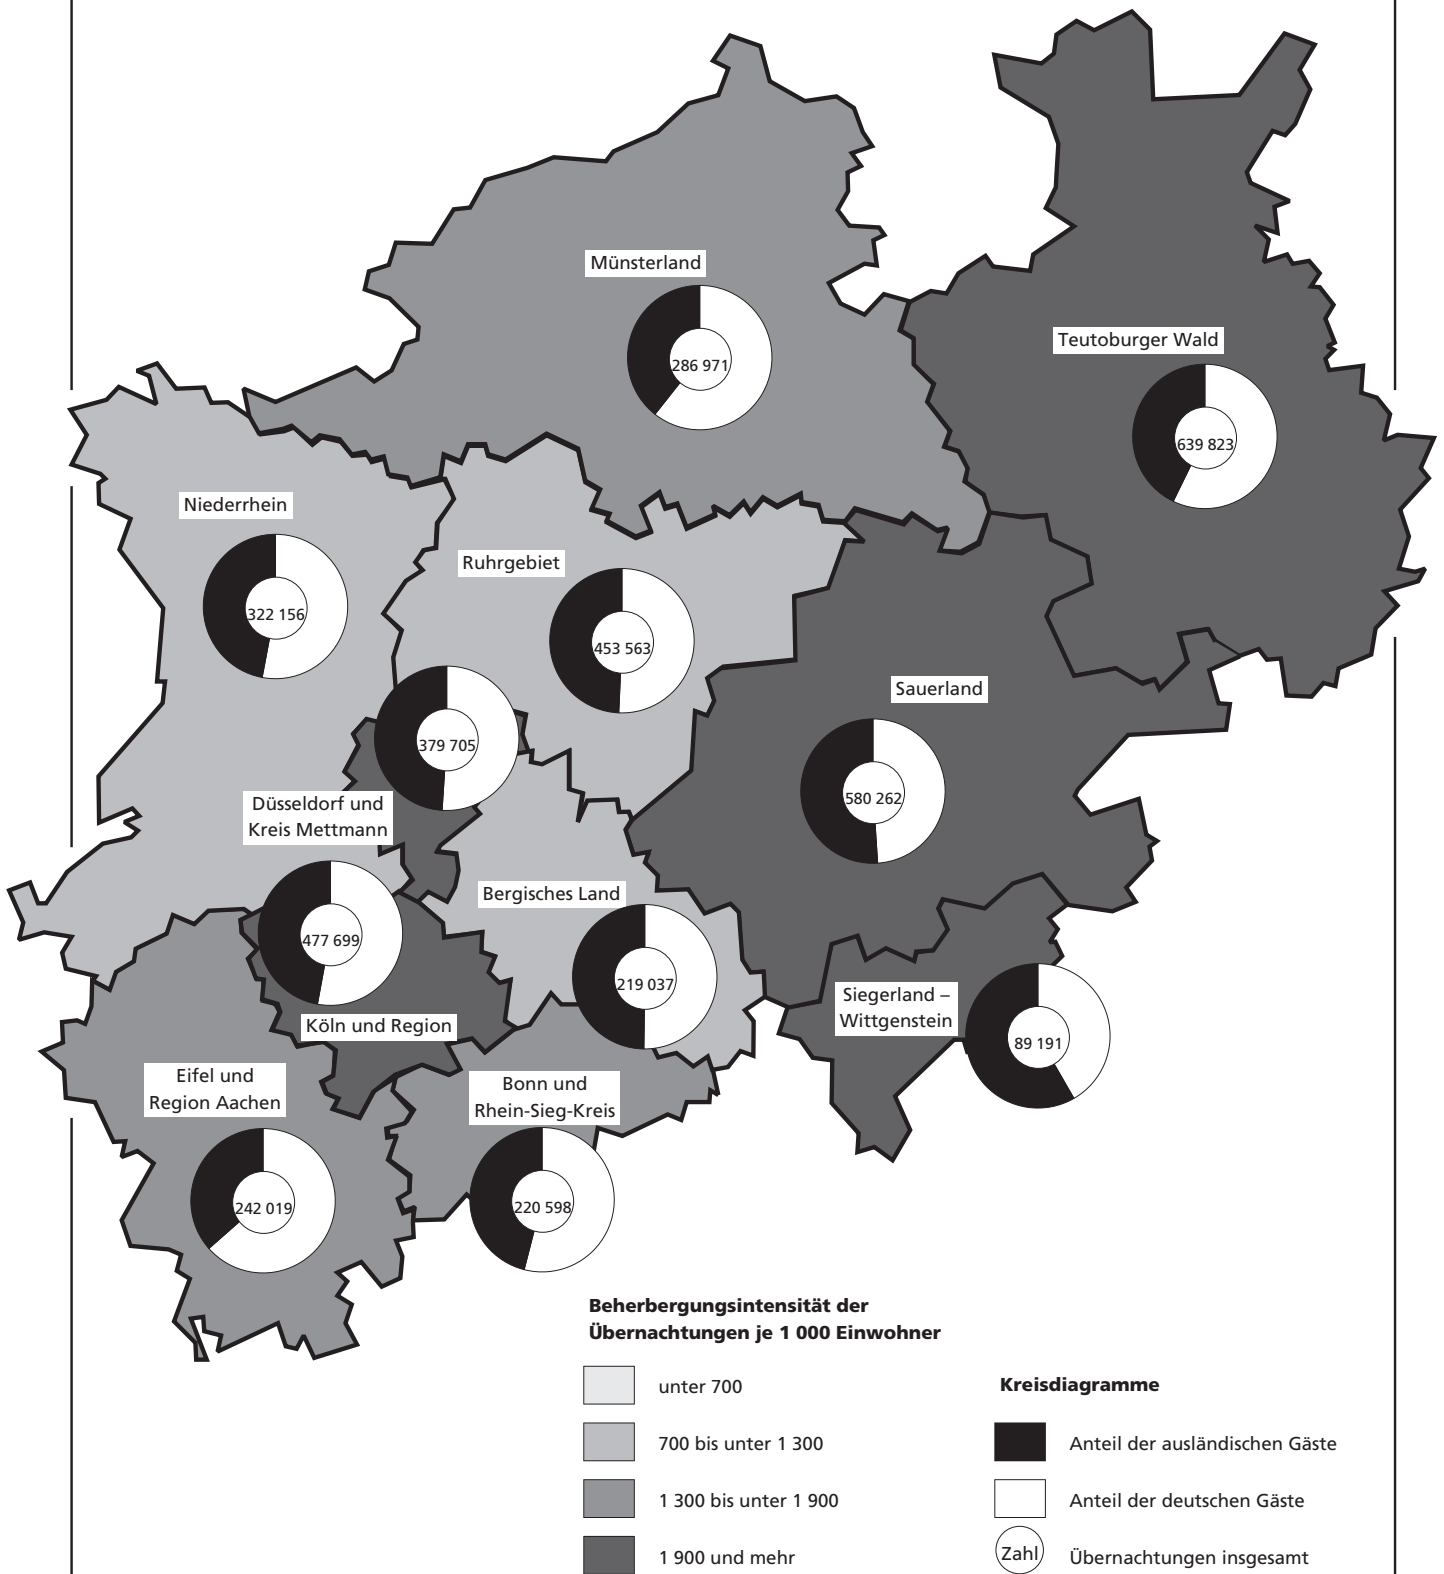 Münsterland
286 971
Teutoburger Wald
639 823
Niederrhein
322 156
Ruhrgebiet
453 563
Sauerland
580 262
379 705
Düsseldorf und
Kreis Mettmann
Bergisches Land
219 037
477 699
Köln und Region
Siegerland –
Wittgenstein
89 191
Eifel und
Region Aachen
242 019
Bonn und
Rhein-Sieg-Kreis
220 598
Beherbergungsintensität der
Übernachtungen je 1 000 Einwohner
unter 700
700 bis unter 1 300
1 300 bis unter 1 900
1 900 und mehr
Kreisdiagramme
Anteil der ausländischen Gäste
Anteil der deutschen Gäste
Zahl Übernachtungen insgesamt